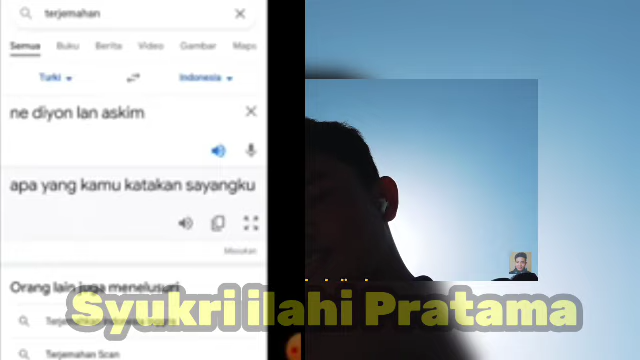 terjemahan
Semua Buku Berita Video Gambar Maps
Turki Indonesia
ne diyon lan askim
apa yang kamu katakan sayangku
Masukan
Orang lain juga menelusuri
Syukri ilahi Pratama
Terjemahan Scan